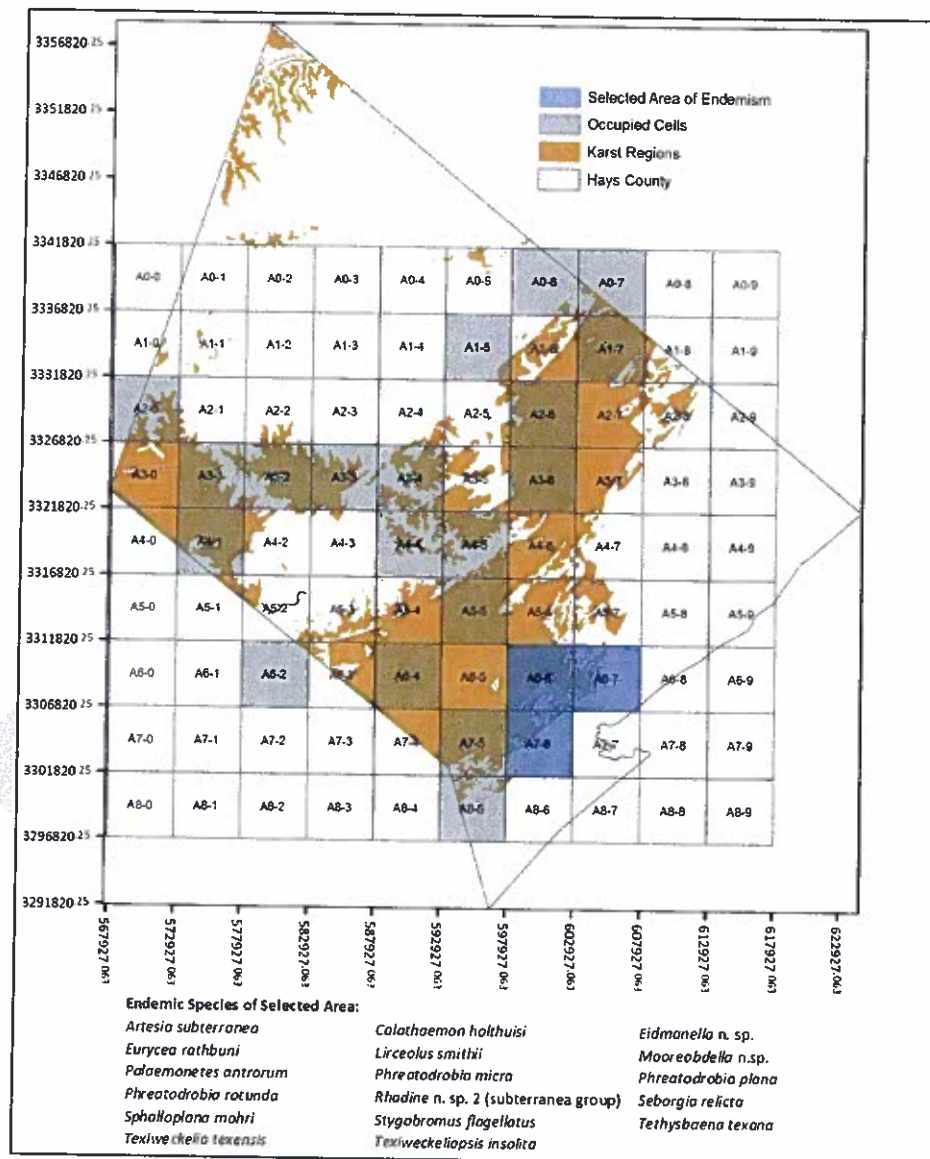 3356820.25
Selected Area of Endemism
3351820.25
Occupied Cells
Karst Regions
3346820.25
Hays County
3341820.25
A0-0 A0-1 A0-2 A0-3 A0-4 A0-5 A0-6 A0-7 A0-8 A0-9
3336820.25
A1-0 A1-1 A1-2 A1-3 A1-4 A1-5 A1-6 A1-7 A1-8 A1-9
3331820.25
A2-0 A2-1 A2-2 A2-3 A2-4 A2-5 A2-6 A2-7 A2-8 A2-9
3326820.25
A3-0 A3-1 A3-2 A3-3 A3-4 A3-5 A3-6 A3-7 A3-8 A3-9
3321820.25
A4-0 A4-1 A4-2 A4-3 A4-4 A4-5 A4-6 A4-7 A4-8 A4-9
3316820.25
A5-0 A5-1 A5-2 A5-3 A5-4 A5-5 A5-6 A5-7 A5-8 A5-9
3311820.25
A6-0 A6-1 A6-2 A6-4 A6-5 A6-6 A6-7 A6-8 A6-9
3306820.25
A7-0 A7-1 A7-2 A7-3 A7-4 A7-5 A7-6 A7-7 A7-8 A7-9
3301820.25
A8-0 A8-1 A8-2 A8-3 A8-4 A8-5 A8-6 A8-7 A8-8 A8-9
3296820.25
3291820.25
567927.063 572927.063 577927.063 582927.063 587927.063 592927.063 597927.063 602927.063 607927.063 612927.063 617927.063 622927.063
Endemic Species of Selected Area:
Artesia subterranea
Eurycea rathbuni
Palaemonetes antrorum
Phreatodrobia rotunda
Sphalloplana mohri
Texiweckelia texensis
Calathaemon holthuisi
Lirceolus smithii
Phreatodrobia micra
Rhadine n. sp. 2 (subterranea group)
Stygobromus flagellatus
Texiweckeliopsis insolita
Eidmanella n. sp.
Mooreobdella n.sp.
Phreatodrobia plana
Seborgia relicta
Tethysbaena texana